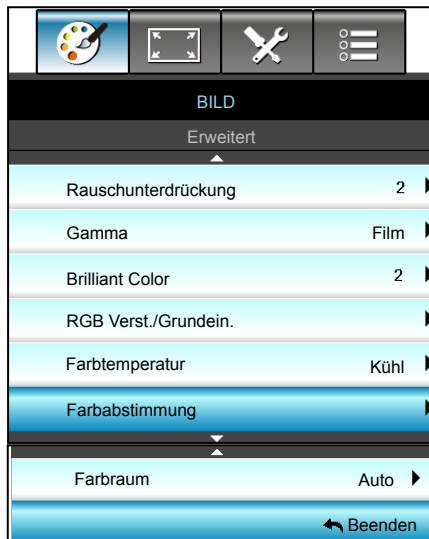 BILD
Erweitert
Rauschunterdrückung 2
Gamma Film
Brilliant Color 2
RGB Verst./Grundein.
Farbtemperatur Kühl
Farbabstimmung
Farbraum Auto
Beenden